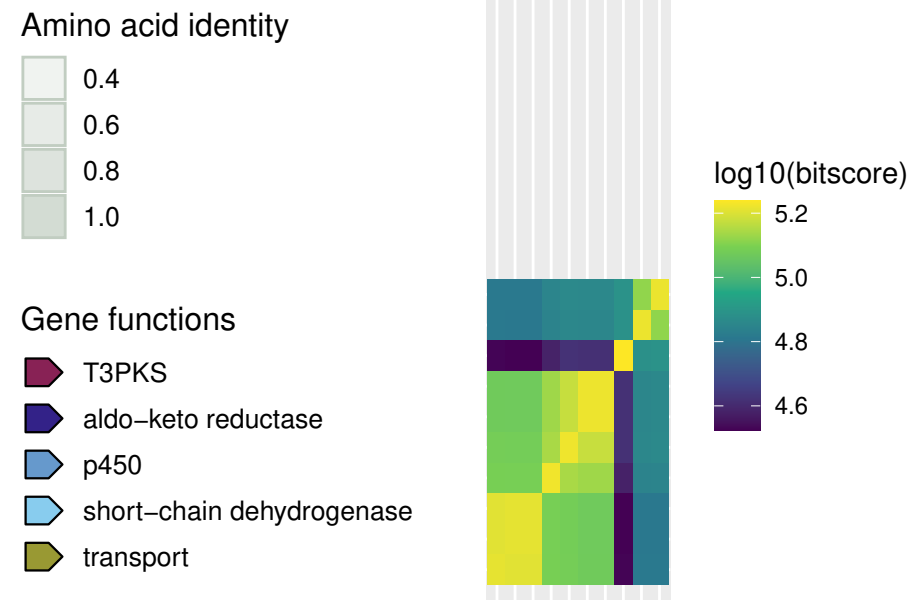 Amino acid identity
0.4
0.6
0.8
1.0
Gene functions
T3PKS
aldo−keto reductase
p450
short−chain dehydrogenase
transport
log10(bitscore)
5.2
5.0
4.8
4.6